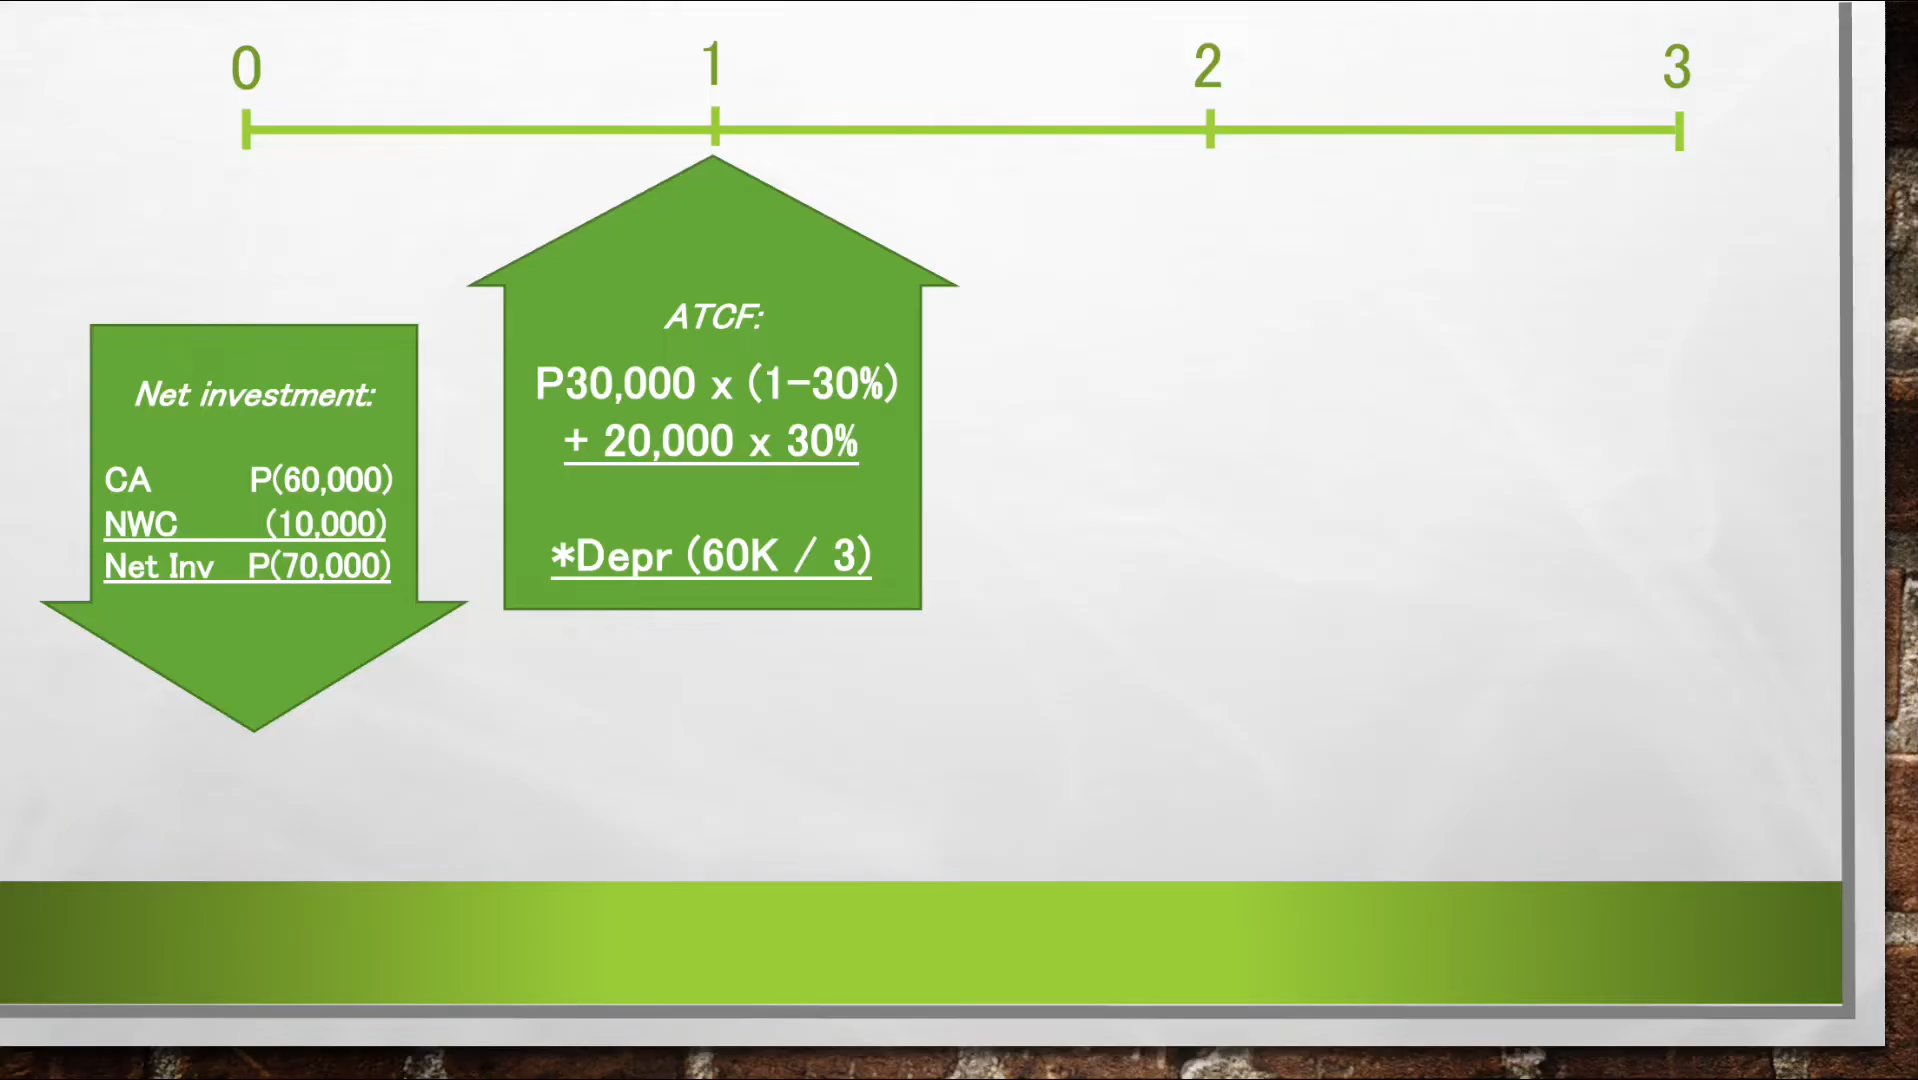 0 1 2 3
Net investment:
CA P(60,000)
NWC (10,000)
Net Inv P(70,000)
ATCF:
P30,000 x (1-30%)
+ 20,000 x 30%
*Depr (60K / 3)